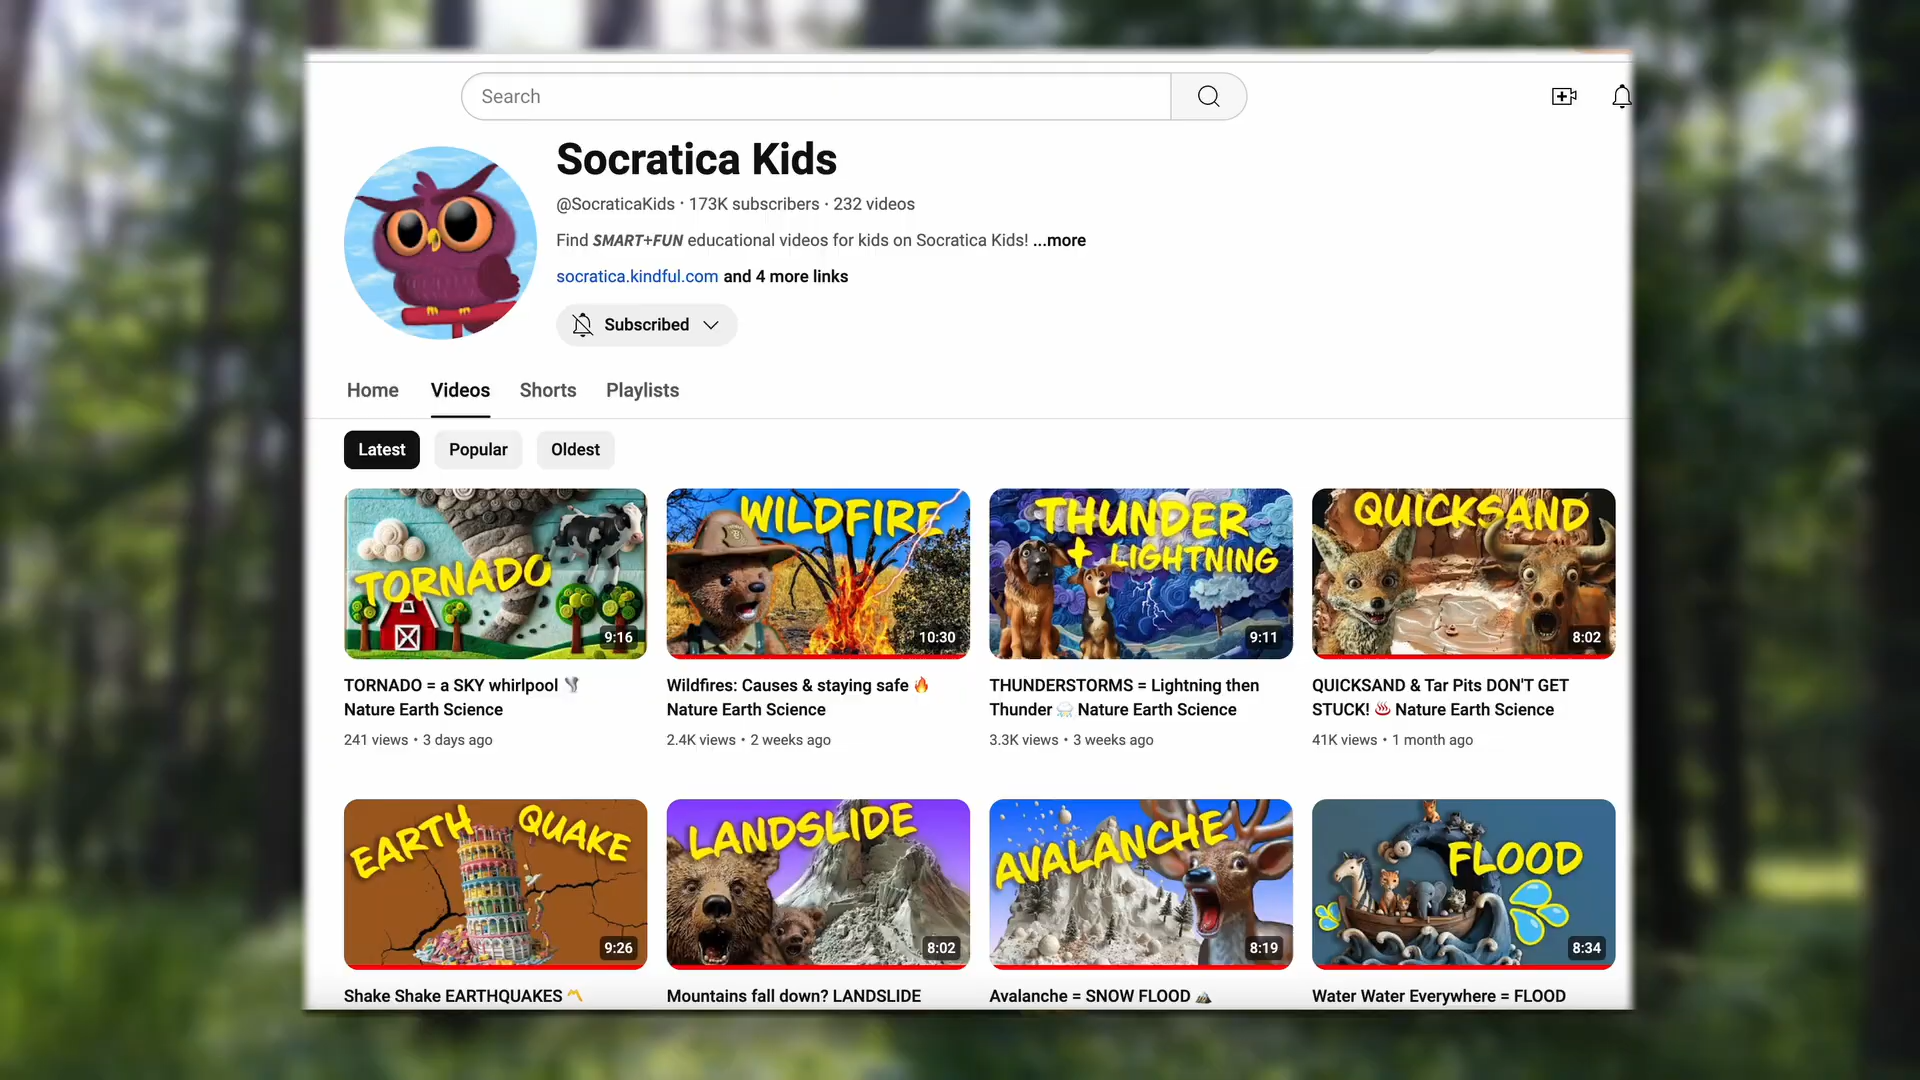 Search
Socratica Kids
@SocraticaKids · 173K subscribers · 232 videos
Find SMART+FUN educational videos for kids on Socratica Kids! ...more
socratica.kindful.com and 4 more links
Subscribed
Home Videos Shorts Playlists
Latest Popular Oldest
TORNADO
9:16
WILDFIRE
10:30
THUNDER
+ LIGHTNING
9:11
QUICKSAND
8:02
TORNADO = a SKY whirlpool 🌪️
Nature Earth Science
241 views • 3 days ago
Wildfires: Causes & staying safe 🔥
Nature Earth Science
2.4K views • 2 weeks ago
THUNDERSTORMS = Lightning then
Thunder ⛈️ Nature Earth Science
3.3K views • 3 weeks ago
QUICKSAND & Tar Pits DON'T GET
STUCK! ♨️ Nature Earth Science
41K views • 1 month ago
EARTH QUAKE
9:26
LANDSLIDE
8:02
AVALANCHE
8:19
FLOOD
8:34
Shake Shake EARTHQUAKES 〽️
Mountains fall down? LANDSLIDE
Avalanche = SNOW FLOOD 🏔️
Water Water Everywhere = FLOOD